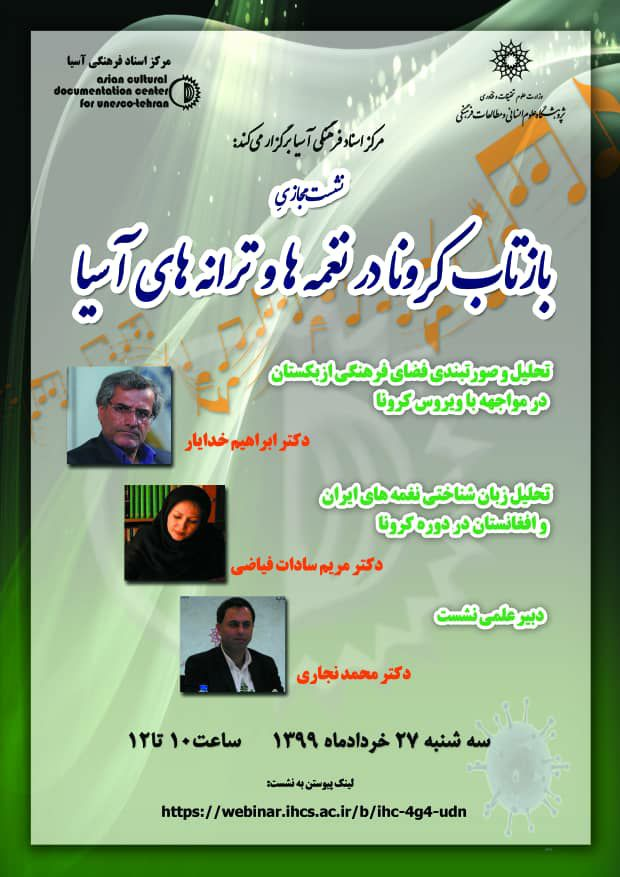 مرکز اسناد فرهنگی آسیا
asian cultural
documentation center
for unesco-tehran
وزارت علوم تحقیقات و فناوری
پژوهشگاه علوم انسانی و مطالعات فرهنگی
مرکز اسناد فرهنگی آسیا برگزار می‌کند:
نشست مجازیِ
بازتاب کرونا در نغمه ها و ترانه های آسیا
تحلیل و صورتبندی فضای فرهنگی ازبکستان
در مواجهه با ویروس کرونا
دکتر ابراهیم خدایار
تحلیل زبان شناختی نغمه های ایران
و افغانستان در دوره کرونا
دکتر مریم سادات فیاضی
دبیر علمی نشست
دکتر محمد نجاری
سه شنبه ۲۷ خردادماه ۱۳۹۹ ساعت ۱۰ تا ۱۲
لینک پیوستن به نشست:
https://webinar.ihcs.ac.ir/b/ihc-4g4-udn